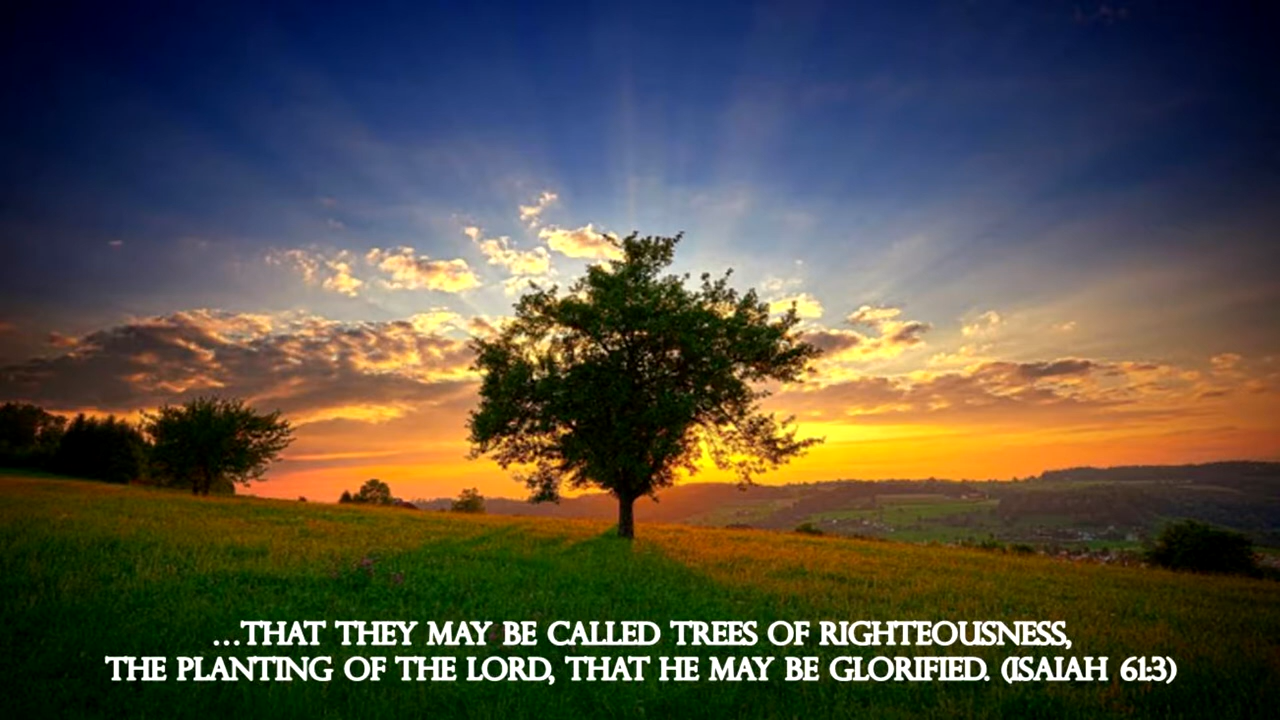 ...THAT THEY MAY BE CALLED TREES OF RIGHTEOUSNESS,
THE PLANTING OF THE LORD, THAT HE MAY BE GLORIFIED. (ISAIAH 61:3)